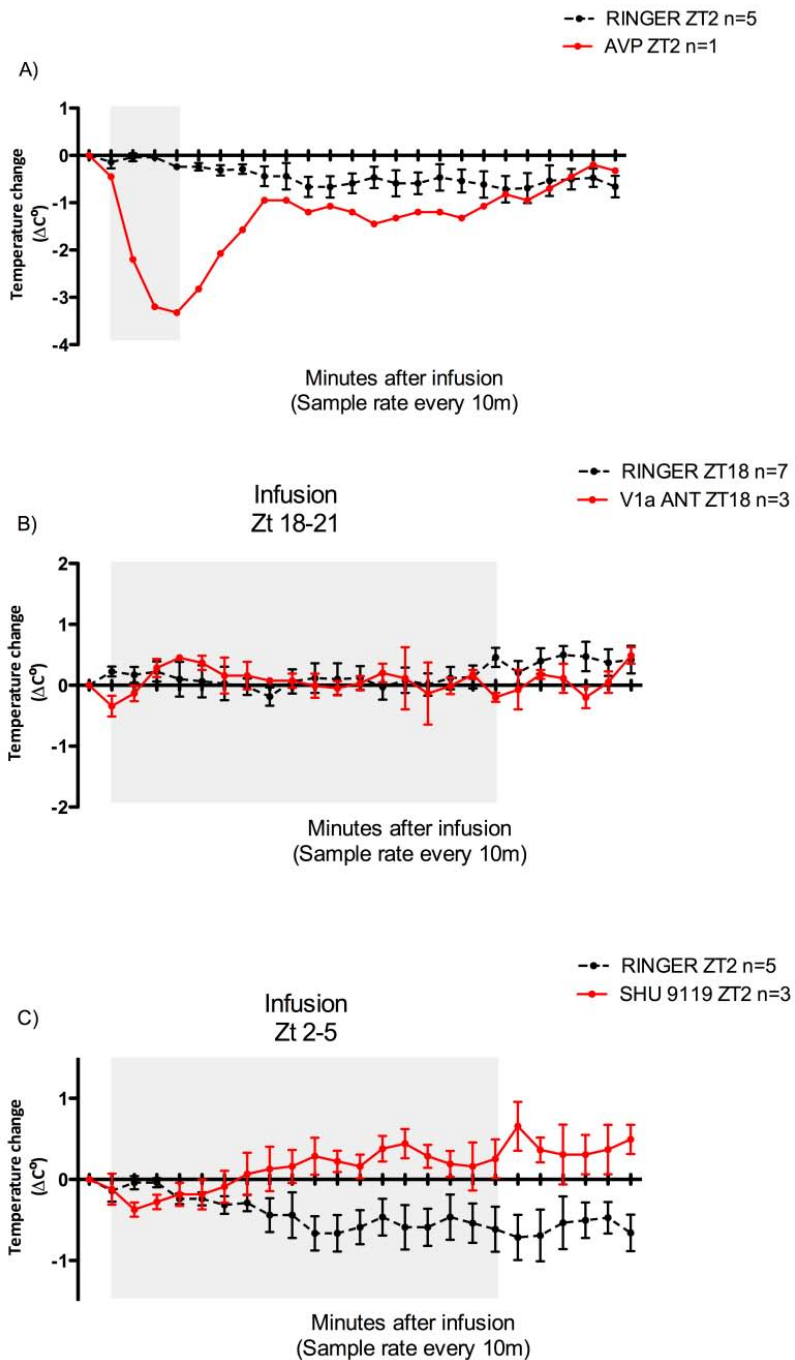 RINGER ZT2 n=5
AVP ZT2 n=1
A)
1
0
-1
-2
-3
-4
Temperature change
(ΔCº)
Minutes after infusion
(Sample rate every 10m)
RINGER ZT18 n=7
V1a ANT ZT18 n=3
Infusion
Zt 18-21
B)
2
1
0
-1
-2
Temperature change
(ΔCº)
Minutes after infusion
(Sample rate every 10m)
RINGER ZT2 n=5
SHU 9119 ZT2 n=3
Infusion
Zt 2-5
C)
1
0
-1
Temperature change
(ΔCº)
Minutes after infusion
(Sample rate every 10m)